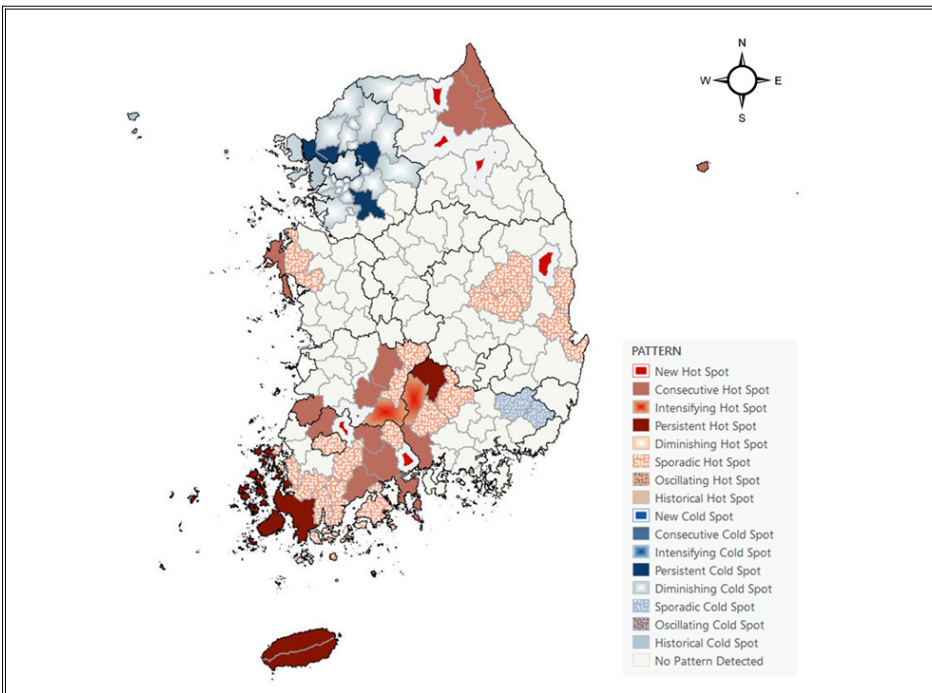 N
W E
S
PATTERN
New Hot Spot
Consecutive Hot Spot
Intensifying Hot Spot
Persistent Hot Spot
Diminishing Hot Spot
Sporadic Hot Spot
Oscillating Hot Spot
Historical Hot Spot
New Cold Spot
Consecutive Cold Spot
Intensifying Cold Spot
Persistent Cold Spot
Diminishing Cold Spot
Sporadic Cold Spot
Oscillating Cold Spot
Historical Cold Spot
No Pattern Detected